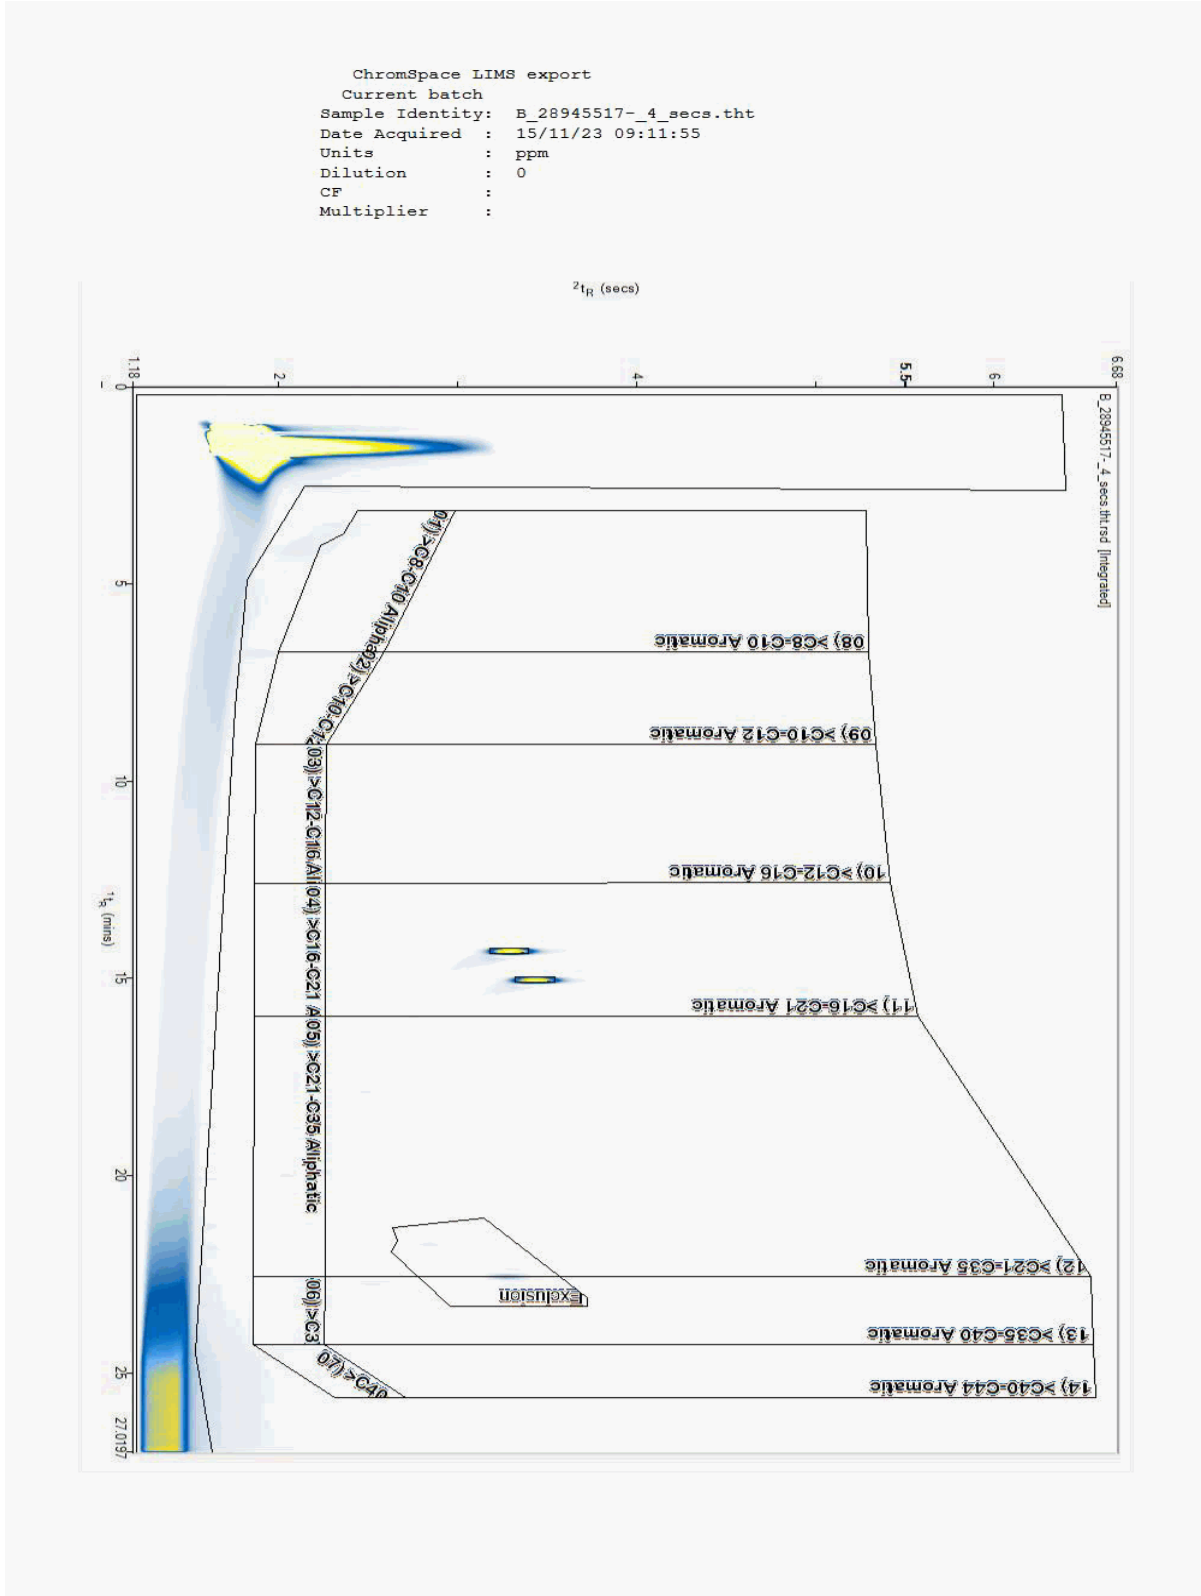 ChromSpace LIMS export
Current batch
Sample Identity: B_28945517-_4_secs.tht
Date Acquired : 15/11/23 09:11:55
Units : ppm
Dilution : 0
CF :
Multiplier :
²tR (secs)
1.18 2 4 5.5 6 6.68
B_28945517-_4_secs.tht.rsd [Integrated]
0
5
10
15
20
25
27.0197
¹tR (mins)
01) >C8-C10 Alipha
02) >C10-C12
03) >C12-C16 Ali
04) >C16-C21 A
05) >C21-C35 Aliphatic
06) >C3
07) >C40
08) >C8-C10 Aromatic
09) >C10-C12 Aromatic
10) >C12-C16 Aromatic
11) >C16-C21 Aromatic
12) >C21-C35 Aromatic
Exclusion
13) >C35-C40 Aromatic
14) >C40-C44 Aromatic